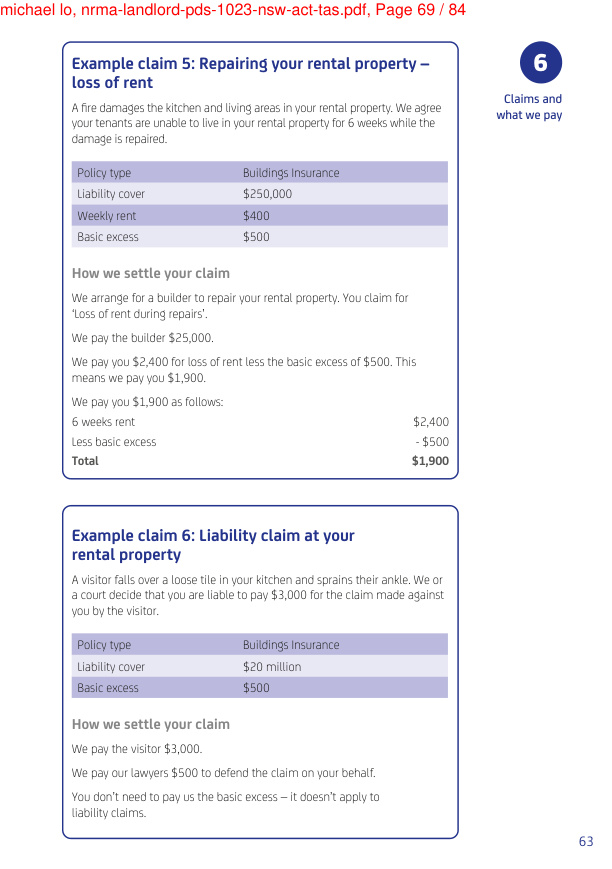 michael lo, nrma-landlord-pds-1023-nsw-act-tas.pdf, Page 69 / 84
6
Claims and
what we pay
Example claim 5: Repairing your rental property –
loss of rent
A fire damages the kitchen and living areas in your rental property. We agree
your tenants are unable to live in your rental property for 6 weeks while the
damage is repaired.
Policy type Buildings Insurance
Liability cover $250,000
Weekly rent $400
Basic excess $500
How we settle your claim
We arrange for a builder to repair your rental property. You claim for
‘Loss of rent during repairs’.
We pay the builder $25,000.
We pay you $2,400 for loss of rent less the basic excess of $500. This
means we pay you $1,900.
We pay you $1,900 as follows:
6 weeks rent $2,400
Less basic excess - $500
Total $1,900
Example claim 6: Liability claim at your
rental property
A visitor falls over a loose tile in your kitchen and sprains their ankle. We or
a court decide that you are liable to pay $3,000 for the claim made against
you by the visitor.
Policy type Buildings Insurance
Liability cover $20 million
Basic excess $500
How we settle your claim
We pay the visitor $3,000.
We pay our lawyers $500 to defend the claim on your behalf.
You don’t need to pay us the basic excess – it doesn’t apply to
liability claims.
63